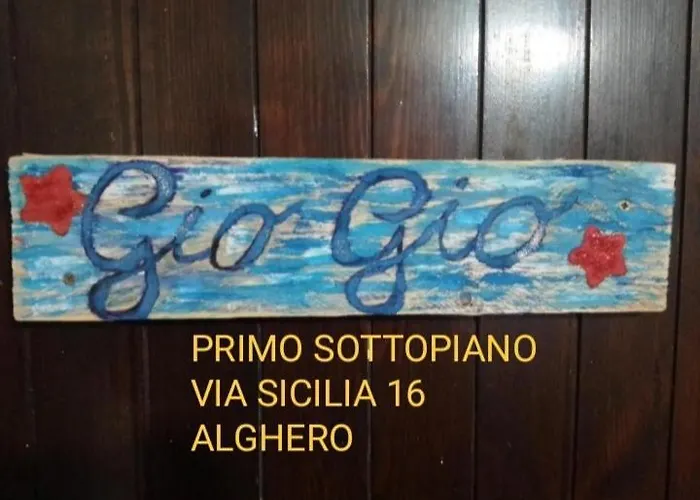 Gio Gio
PRIMO SOTTOPIANO
VIA SICILIA 16
ALGHERO